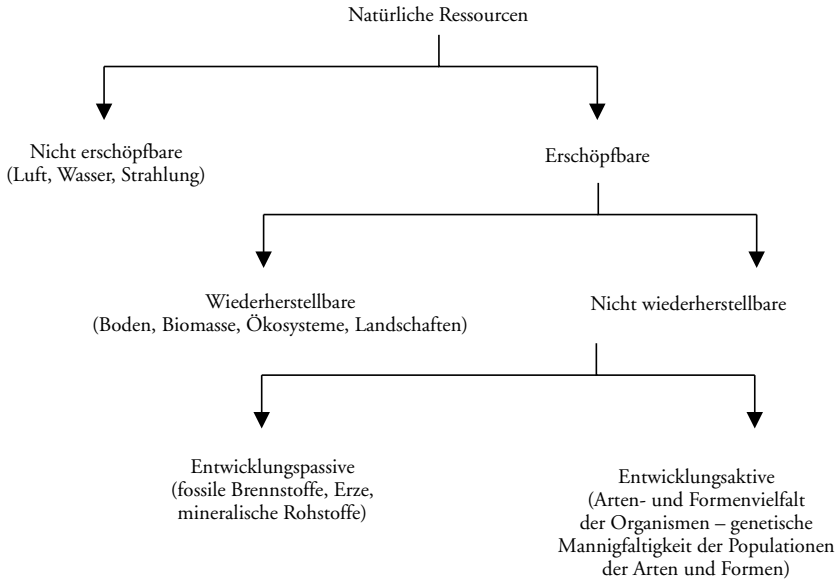 Natürliche Ressourcen
Nicht erschöpfbare
(Luft, Wasser, Strahlung)
Erschöpfbare
Wiederherstellbare
(Boden, Biomasse, Ökosysteme, Landschaften)
Nicht wiederherstellbare
Entwicklungspassive
(fossile Brennstoffe, Erze,
mineralische Rohstoffe)
Entwicklungsaktive
(Arten- und Formenvielfalt
der Organismen – genetische
Mannigfaltigkeit der Populationen
der Arten und Formen)